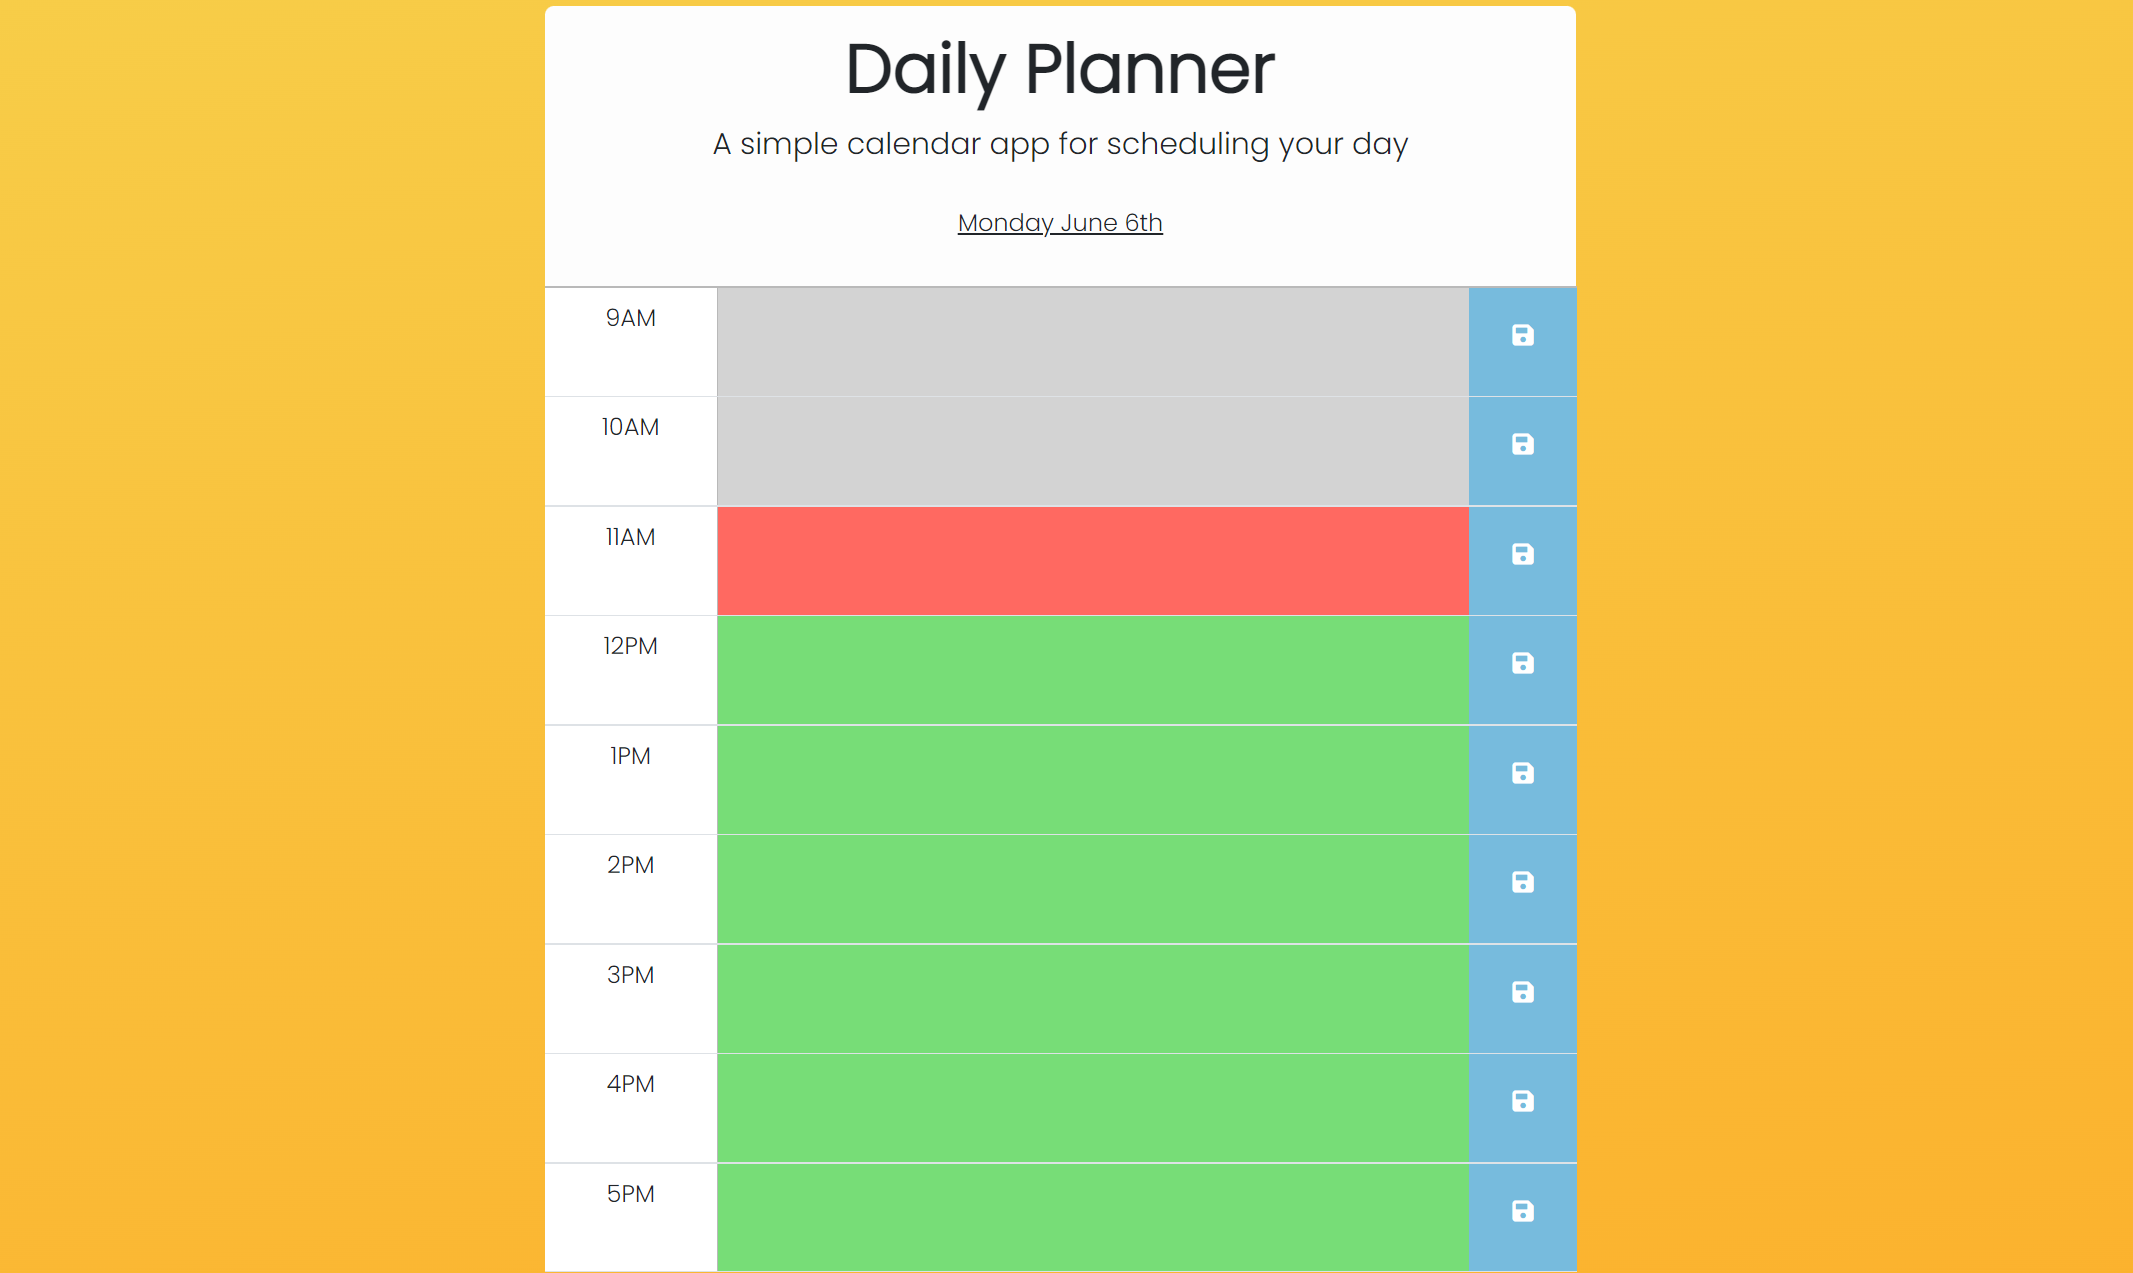 Daily Planner
A simple calendar app for scheduling your day
Monday June 6th
9AM
10AM
11AM
12PM
1PM
2PM
3PM
4PM
5PM